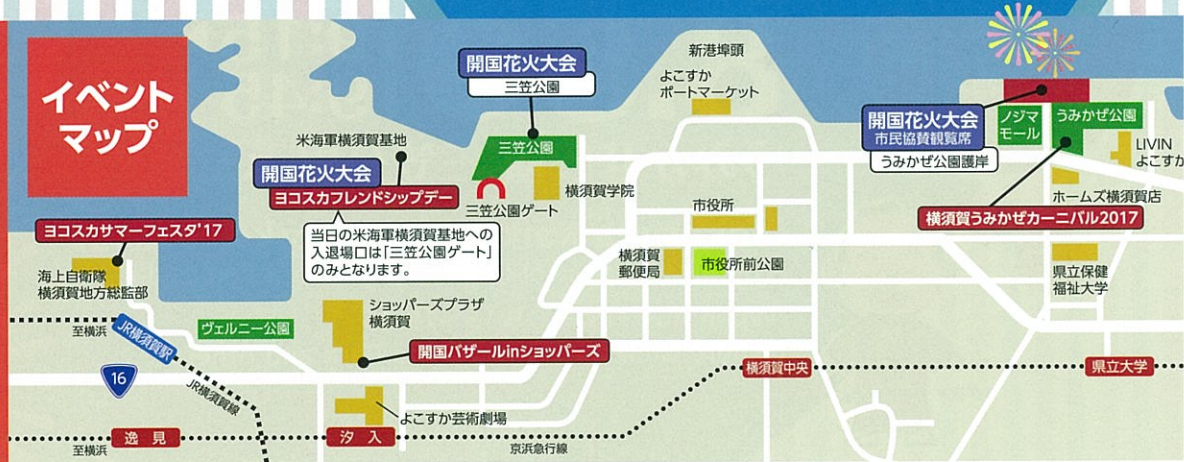 イベント
マップ
新港埠頭
よこすか
ポートマーケット
開国花火大会
三笠公園
三笠公園
米海軍横須賀基地
開国花火大会
ヨコスカフレンドシップデー
当日の米海軍横須賀基地への
入退場口は「三笠公園ゲート」
のみとなります。
三笠公園ゲート
横須賀学院
開国花火大会
市民協賛観覧席
うみかぜ公園護岸
ノジマ
モール
うみかぜ公園
LIVIN
よこすか
ホームズ横須賀店
横須賀うみかぜカーニバル2017
市役所
横須賀
郵便局
市役所前公園
県立保健
福祉大学
ヨコスカサマーフェスタ'17
海上自衛隊
横須賀地方総監部
至横浜
JR横須賀駅
ヴェルニー公園
ショッパーズプラザ
横須賀
開国バザールinショッパーズ
16
JR横須賀線
横須賀中央
県立大学
よこすか芸術劇場
至横浜
逸見
汐入
京浜急行線